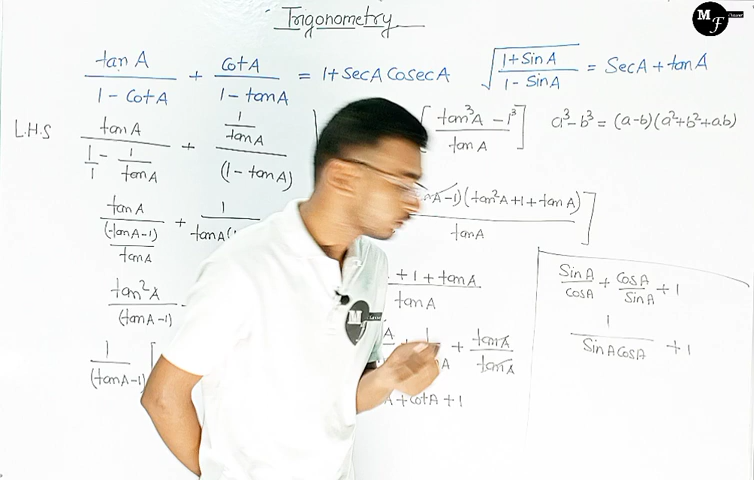 Trigonometry
M F Channel
tan A / 1 - cot A + cot A / 1 - tan A = 1 + sec A cosec A
√(1 + Sin A / 1 - Sin A) = Sec A + tan A
L.H.S
tan A / (1/1 - 1/tan A) + (1/tan A) / (1 - tan A)
[tan³A - 1³ / tan A]
a³ - b³ = (a-b)(a²+b²+ab)
tan A / ((tan A - 1)/tan A) + 1 / tan A (
A - 1)(tan²A + 1 + tan A) / tan A ]
tan²A / (tan A - 1)
+ 1 + tan A / tan A
Sin A / cos A + cos A / Sin A + 1
1 / (tan A - 1) [
A + 1 / A + tan A / tan A
1 / Sin A cos A + 1
A + cot A + 1
M F